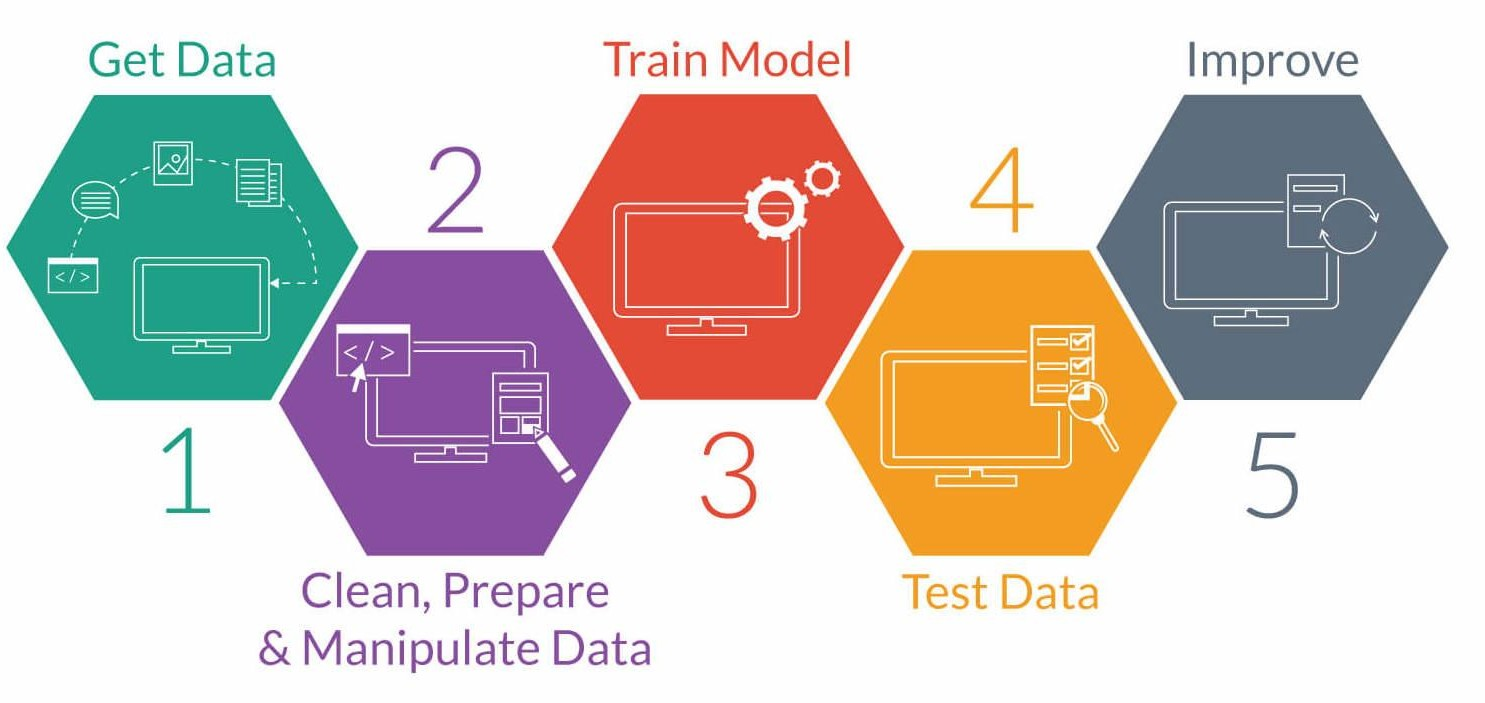 Get Data
1
</>
2
</>
Clean, Prepare
& Manipulate Data
Train Model
3
4
Test Data
Improve
5